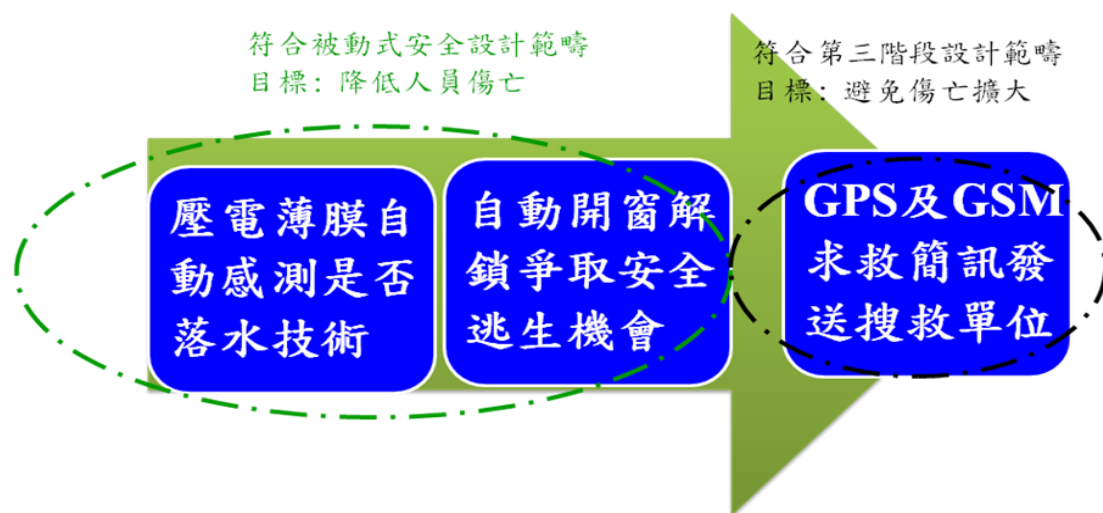 符合被動式安全設計範疇
目標: 降低人員傷亡
符合第三階段設計範疇
目標: 避免傷亡擴大
壓電薄膜自
動感測是否
落水技術
自動開窗解
鎖爭取安全
逃生機會
GPS及GSM
求救簡訊發
送搜救單位